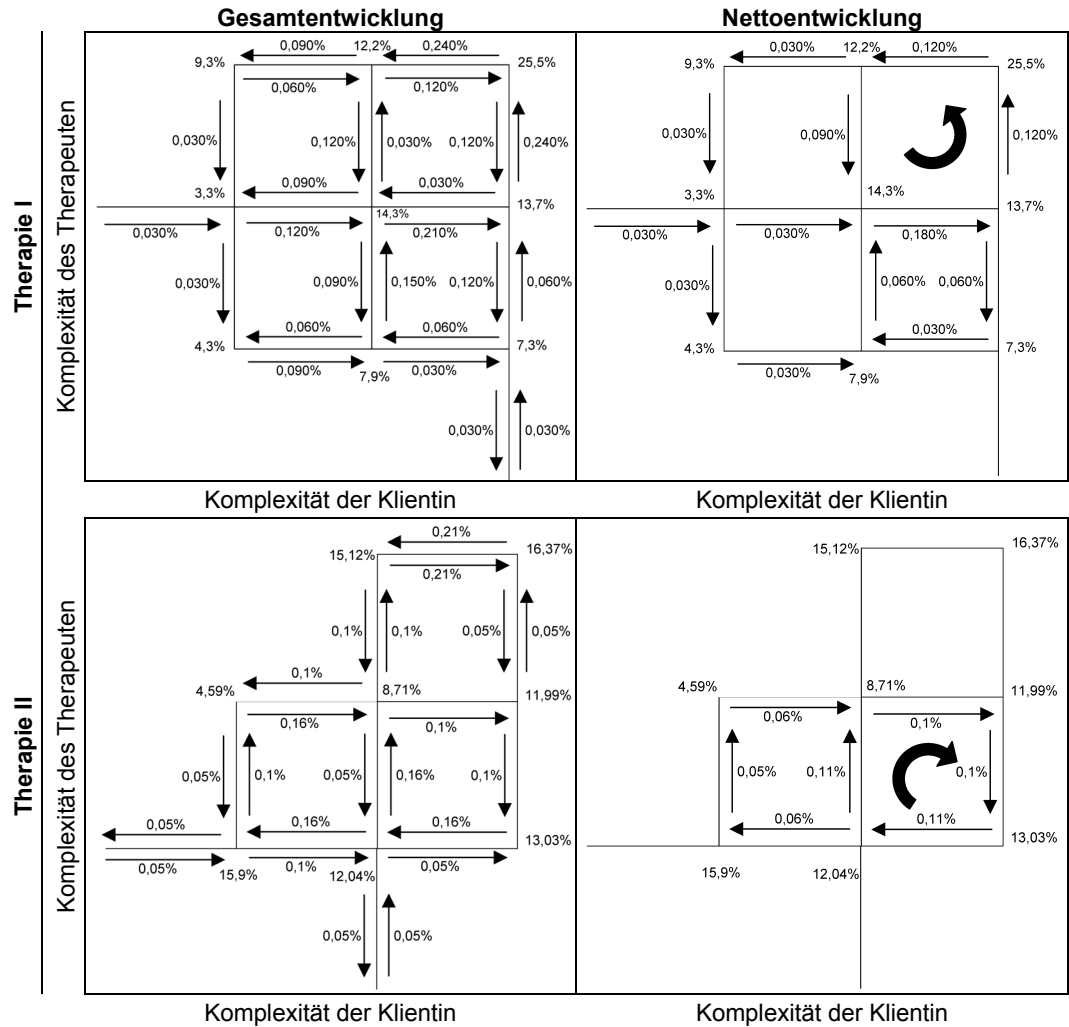 Gesamtentwicklung Nettoentwicklung
Therapie I
Komplexität des Therapeuten
0,090% 12,2% 0,240%
9,3% 25,5%
0,060% 0,120%
0,030% 0,120% 0,030% 0,120% 0,240%
3,3% 0,090% 0,030%
14,3% 13,7%
0,030% 0,120% 0,210%
0,030% 0,090% 0,150% 0,120% 0,060%
0,060% 0,060%
4,3% 7,3%
0,090% 7,9% 0,030%
0,030% 0,030%
Komplexität der Klientin
0,030% 12,2% 0,120%
9,3% 25,5%
0,030% 0,090% 0,120%
3,3% 14,3%
13,7%
0,030% 0,030% 0,180%
0,030% 0,060% 0,060%
0,030%
4,3% 7,3%
0,030% 7,9%
Komplexität der Klientin
Therapie II
Komplexität des Therapeuten
0,21%
15,12% 16,37%
0,21%
0,1% 0,1% 0,05% 0,05%
0,1%
4,59% 8,71% 11,99%
0,16% 0,1%
0,05% 0,1% 0,05% 0,16% 0,1%
0,05% 0,16% 0,16%
13,03%
0,05% 15,9% 0,1% 12,04% 0,05%
0,05% 0,05%
Komplexität der Klientin
15,12% 16,37%
4,59% 8,71% 11,99%
0,06% 0,1%
0,05% 0,11% 0,1%
0,06% 0,11%
13,03%
15,9% 12,04%
Komplexität der Klientin